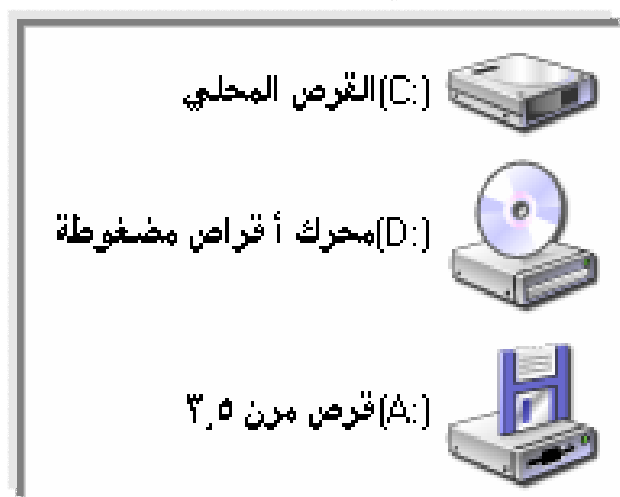 (C:)القرص المحلي
(D:)محرك أقراص مضغوطة
(A:)قرص مرن ٣,٥